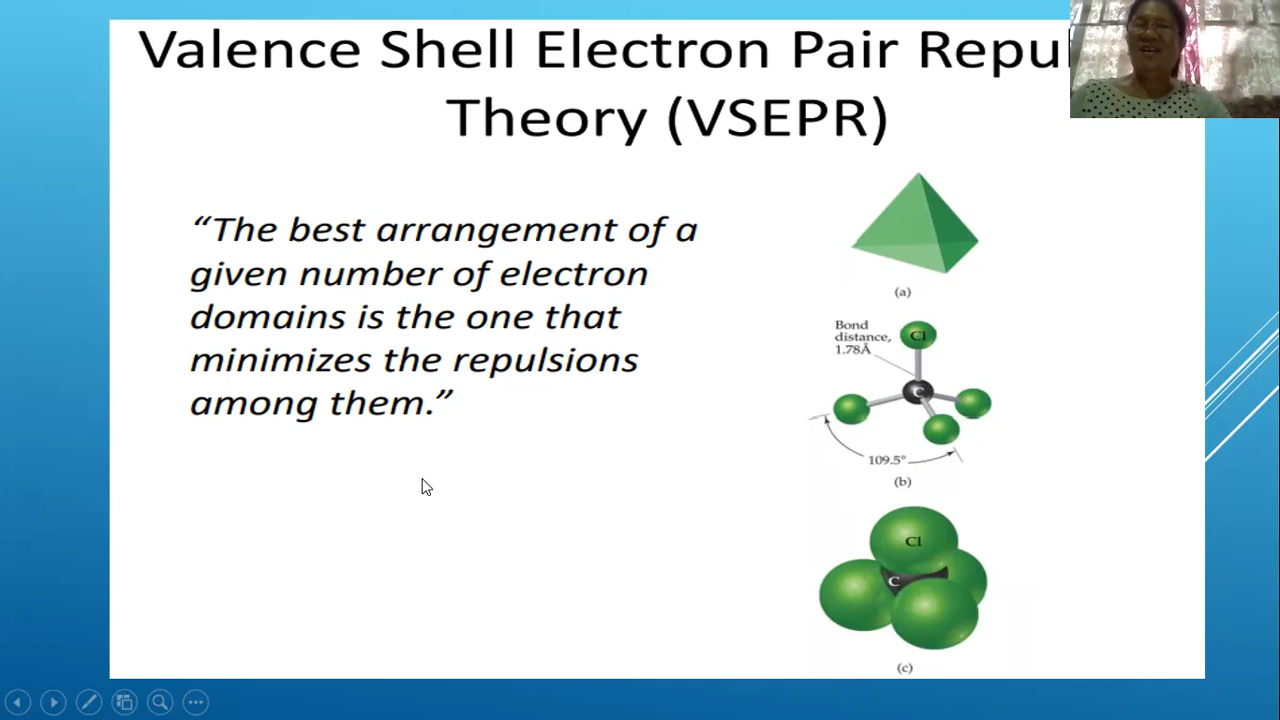 Valence Shell Electron Pair Repu
Theory (VSEPR)
“The best arrangement of a
given number of electron
domains is the one that
minimizes the repulsions
among them.”
(a)
Bond
distance,
1.78Å
Cl
C
109.5°
(b)
Cl
C
(c)